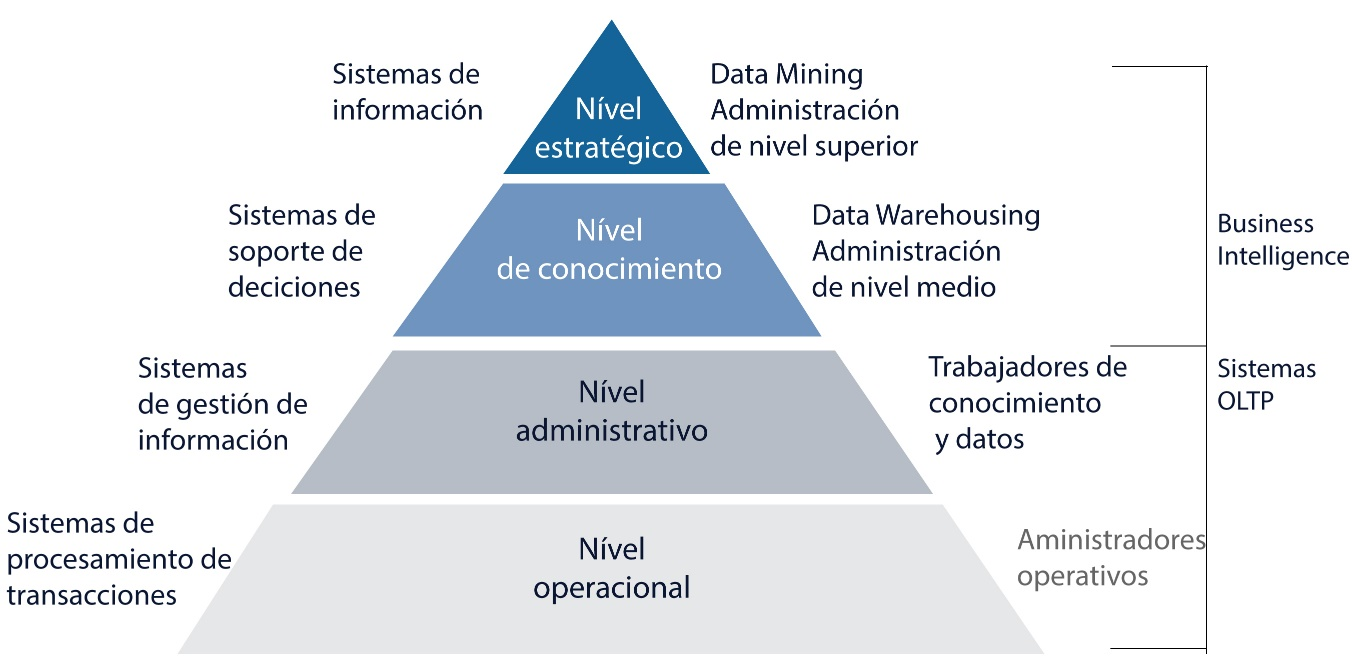 Sistemas de
información
Nível
estratégico
Data Mining
Administración
de nivel superior
Sistemas de
soporte de
deciciones
Nível
de conocimiento
Data Warehousing
Administración
de nivel medio
Business
Intelligence
Sistemas
de gestión de
información
Nível
administrativo
Trabajadores de
conocimiento
y datos
Sistemas
OLTP
Sistemas de
procesamiento de
transacciones
Nível
operacional
Aministradores
operativos